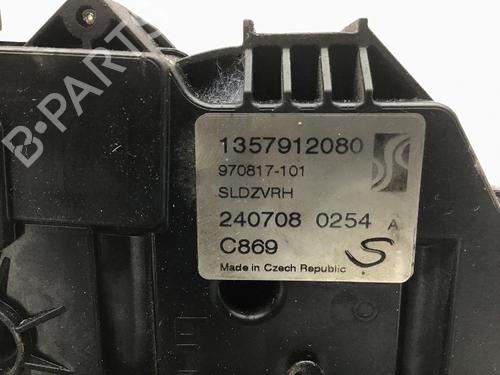 B-PARTS
1357912080
970817-101
SLDZVRH
240708 0254 A
C869
S
Made in Czech Republic